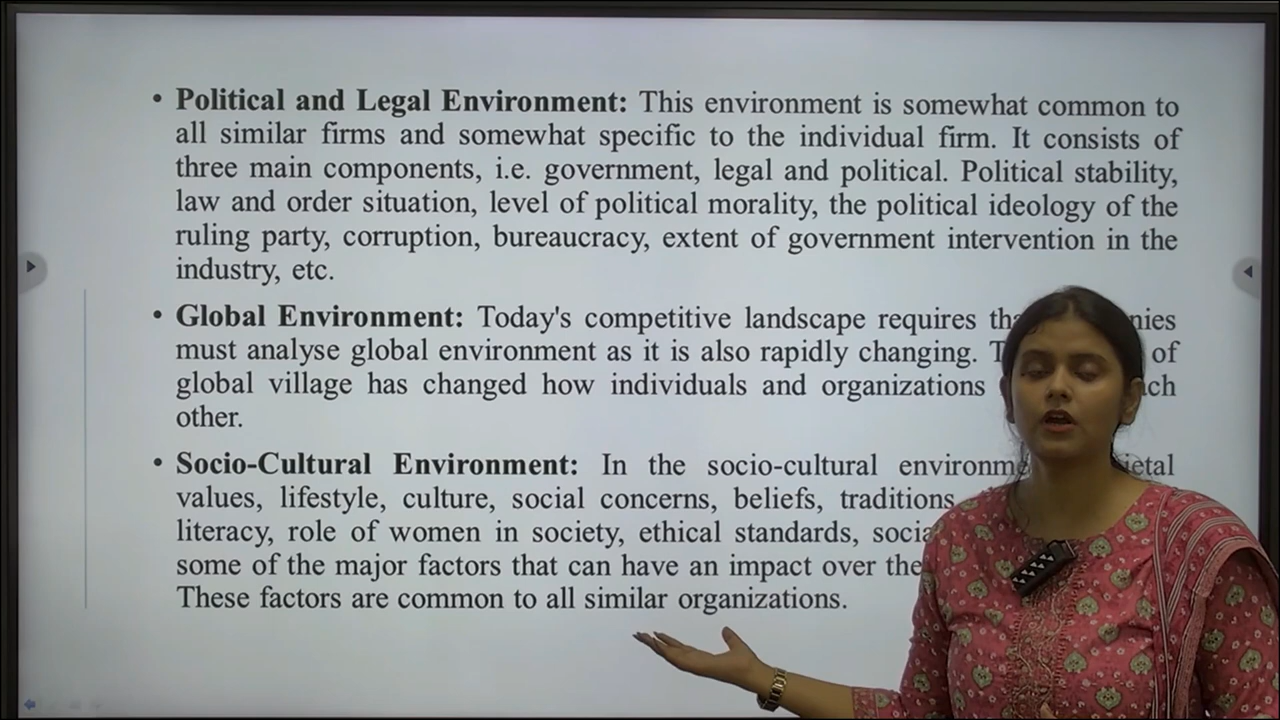 • Political and Legal Environment: This environment is somewhat common to
all similar firms and somewhat specific to the individual firm. It consists of
three main components, i.e. government, legal and political. Political stability,
law and order situation, level of political morality, the political ideology of the
ruling party, corruption, bureaucracy, extent of government intervention in the
industry, etc.
• Global Environment: Today's competitive landscape requires
must analyse global environment as it is also rapidly changing. of
global village has changed how individuals and organizations
other.
• Socio-Cultural Environment: In the socio-cultural
values, lifestyle, culture, social concerns, beliefs, traditions
literacy, role of women in society, ethical standards,
some of the major factors that can have an impact over the
These factors are common to all similar organizations.